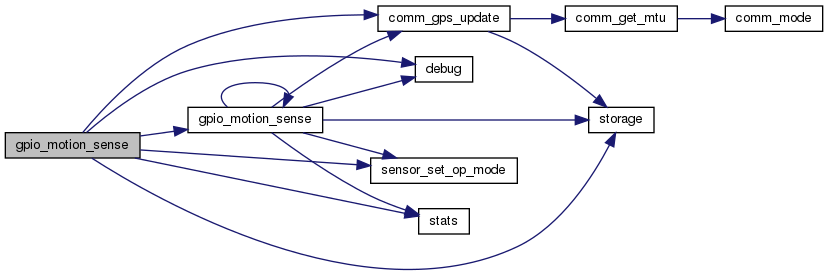 comm_gps_update
comm_get_mtu
comm_mode
debug
gpio_motion_sense
storage
gpio_motion_sense
sensor_set_op_mode
stats